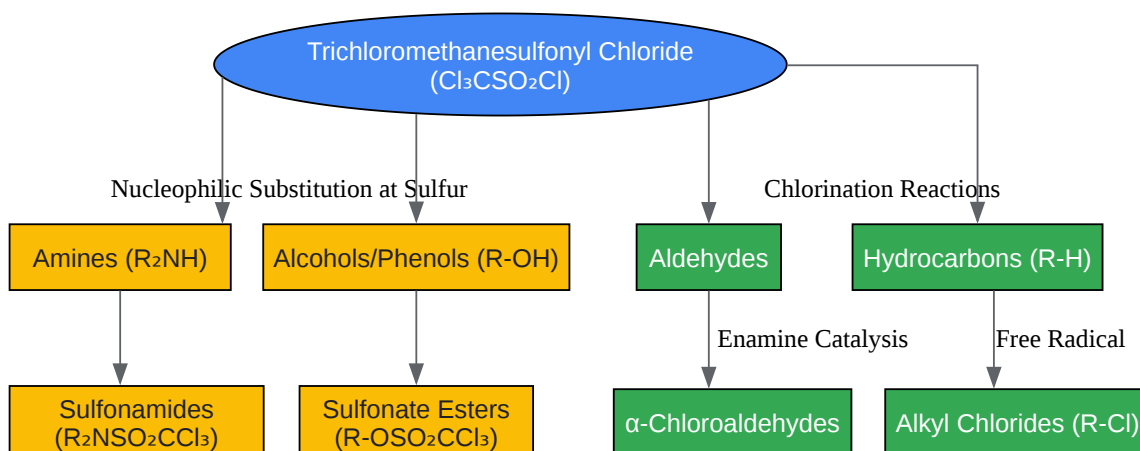 Trichloromethanesulfonyl Chloride
(Cl₃CSO₂Cl)
Nucleophilic Substitution at Sulfur
Chlorination Reactions
Amines (R₂NH)
Alcohols/Phenols (R-OH)
Aldehydes
Hydrocarbons (R-H)
Enamine Catalysis
Free Radical
Sulfonamides
(R₂NSO₂CCl₃)
Sulfonate Esters
(R-OSO₂CCl₃)
α-Chloroaldehydes
Alkyl Chlorides (R-Cl)